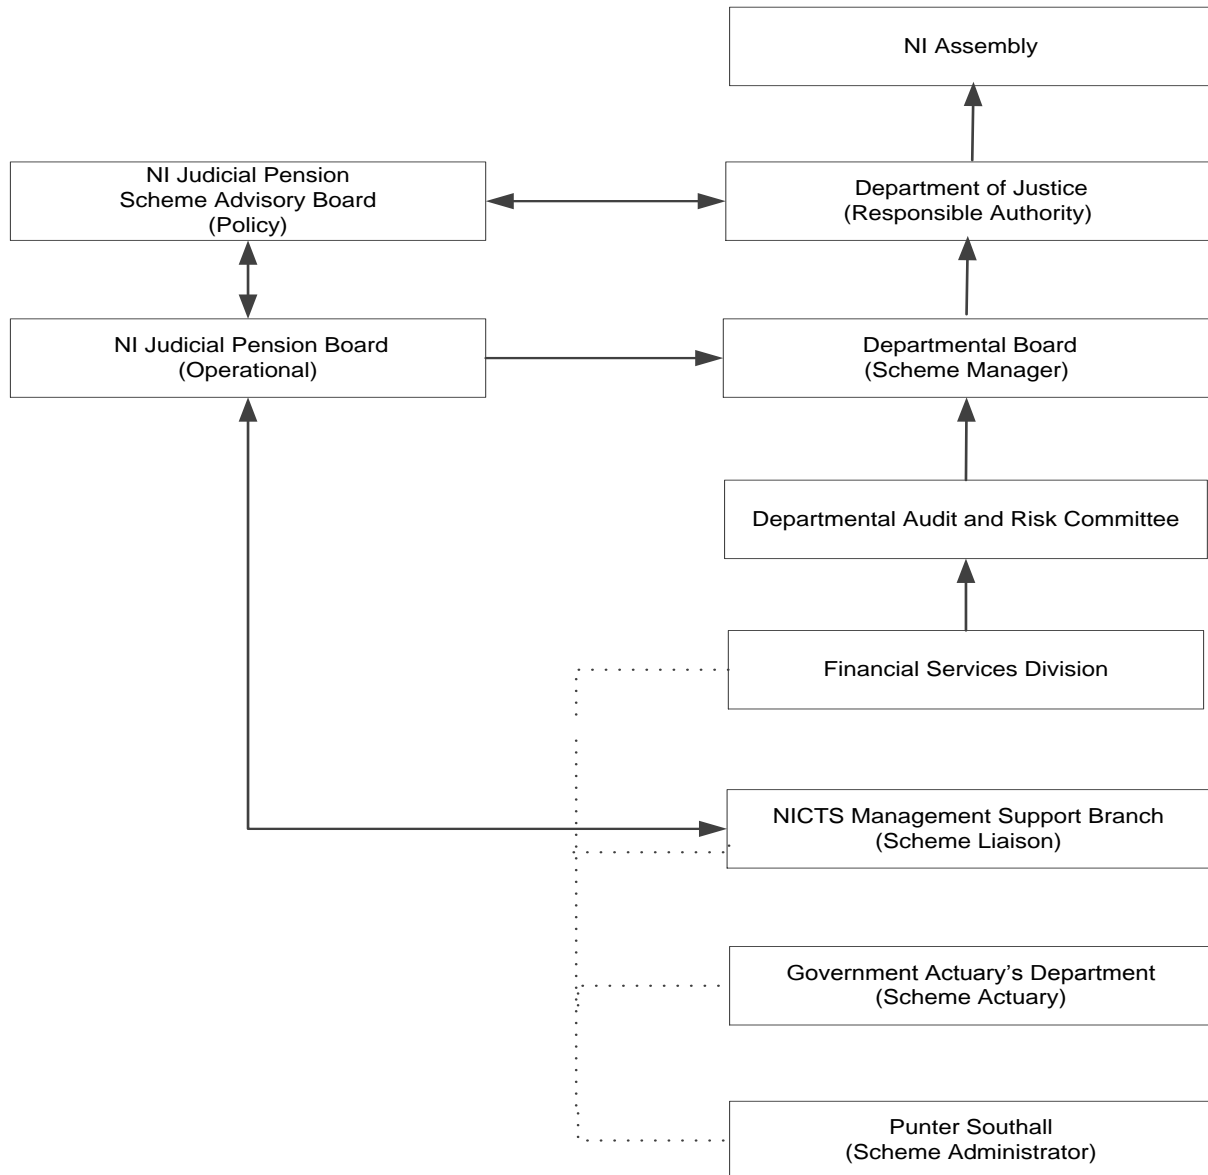 NI Assembly
NI Judicial Pension
Scheme Advisory Board
(Policy)
Department of Justice
(Responsible Authority)
NI Judicial Pension Board
(Operational)
Departmental Board
(Scheme Manager)
Departmental Audit and Risk Committee
Financial Services Division
NICTS Management Support Branch
(Scheme Liaison)
Government Actuary’s Department
(Scheme Actuary)
Punter Southall
(Scheme Administrator)